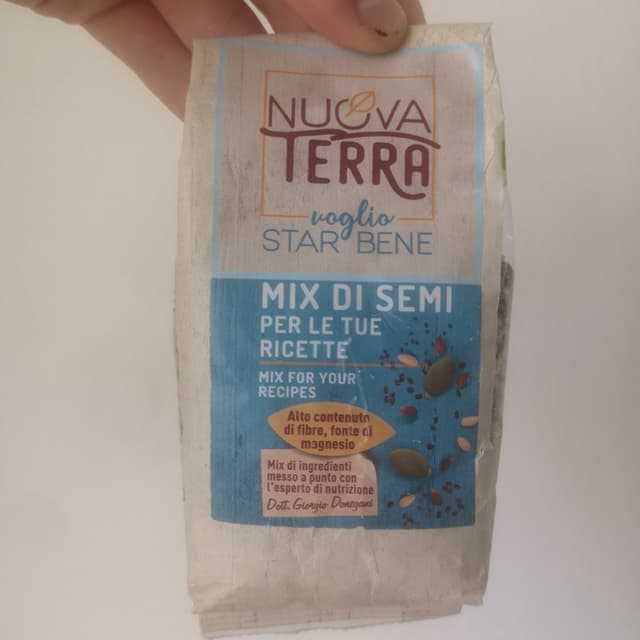 NUOVA
TERRA
voglio
STAR BENE
MIX DI SEMI
PER LE TUE
RICETTE
MIX FOR YOUR
RECIPES
Alto contenuto
di fibre, fonte di
magnesio
Mix di ingredienti
messo a punto con
l'esperto di nutrizione
Dott. Giorgio Donegani